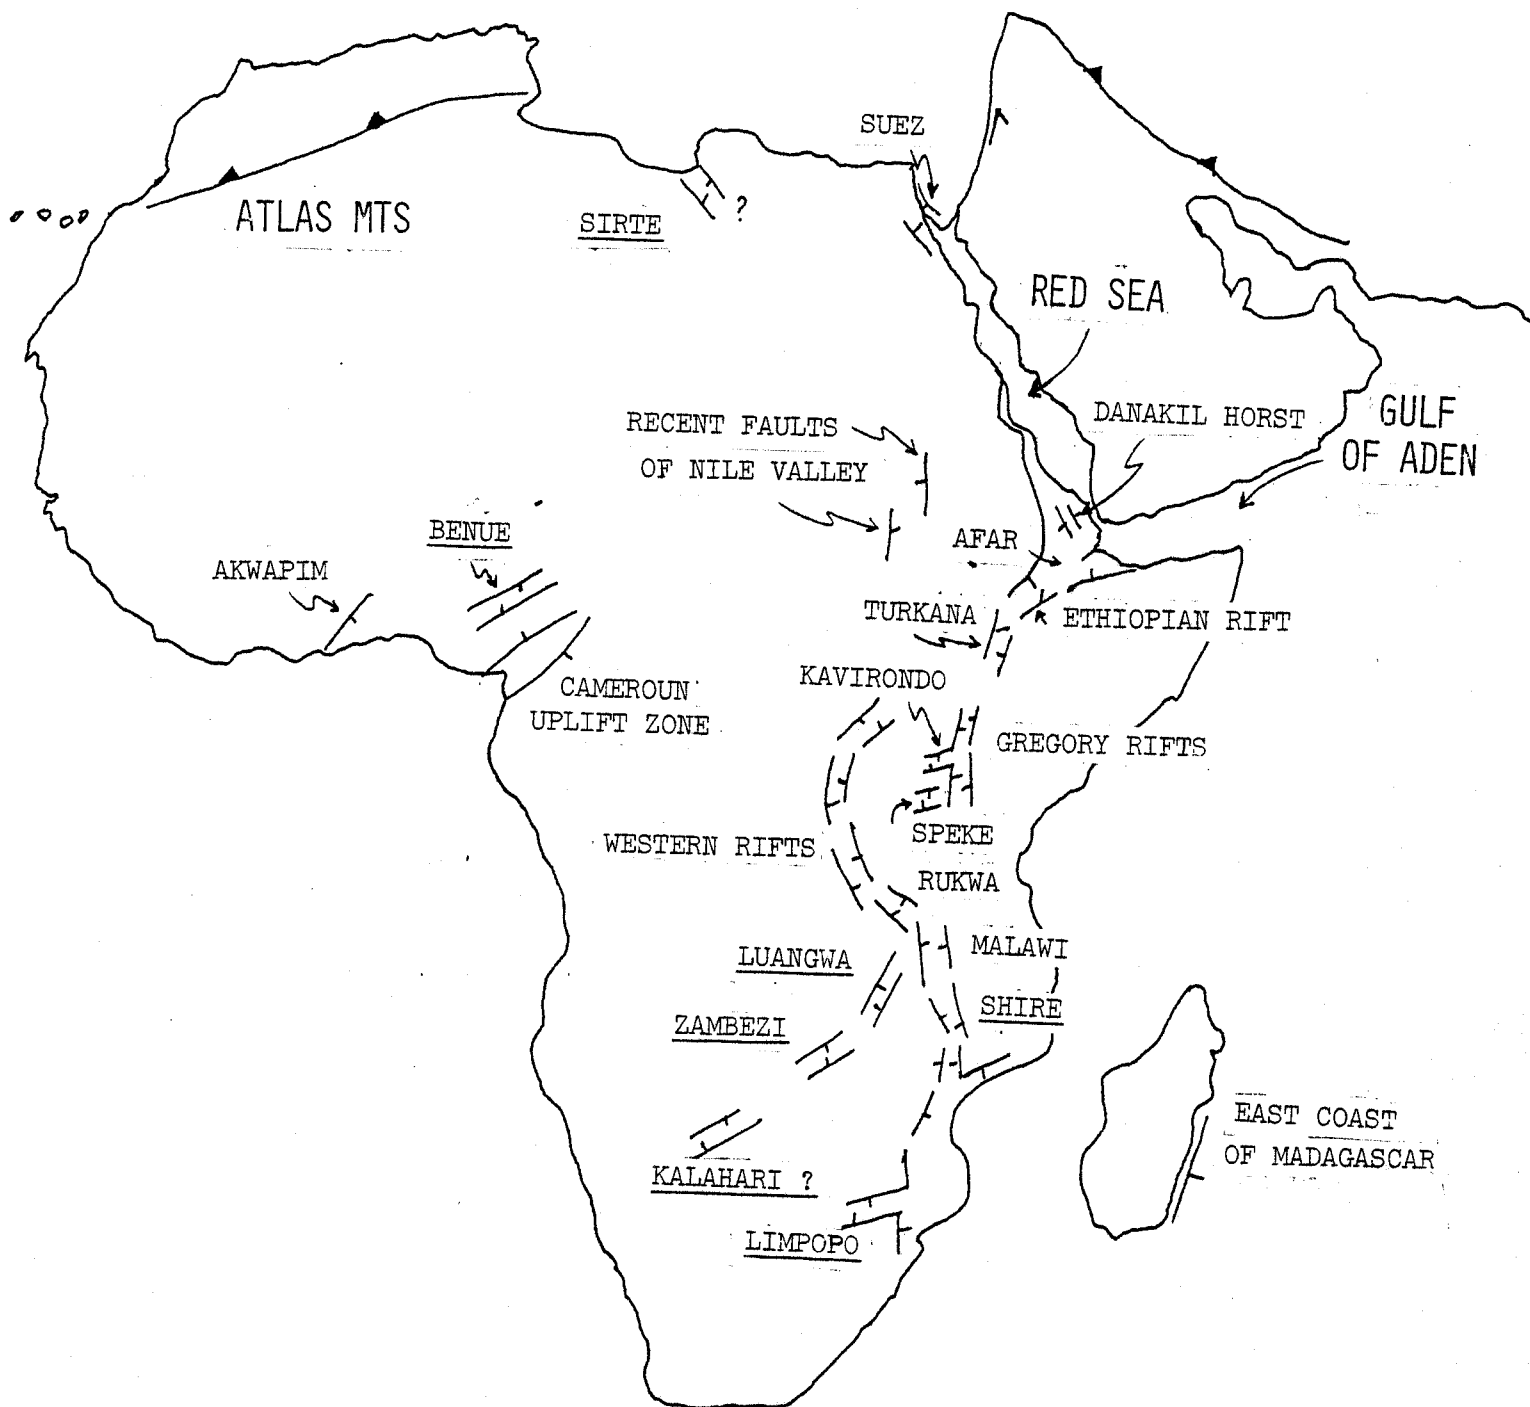 SUEZ
ATLAS MTS
SIRTE
?
RED SEA
RECENT FAULTS
OF NILE VALLEY
DANAKIL HORST
GULF
OF ADEN
BENUE
AFAR
AKWAPIM
TURKANA
ETHIOPIAN RIFT
KAVIRONDO
CAMEROUN
UPLIFT ZONE
GREGORY RIFTS
WESTERN RIFTS
SPEKE
RUKWA
LUANGWA
MALAWI
SHIRE
ZAMBEZI
EAST COAST
OF MADAGASCAR
KALAHARI ?
LIMPOPO